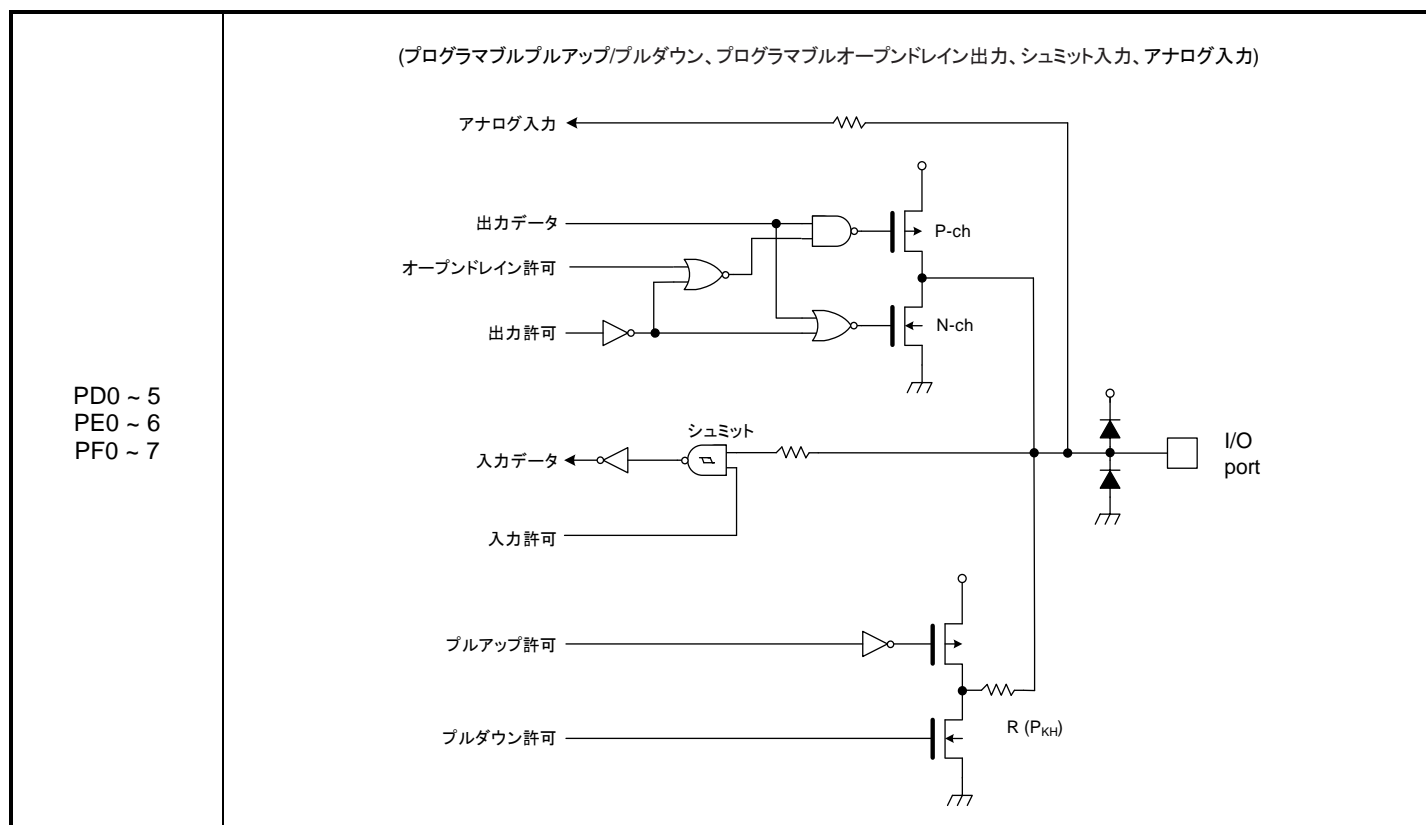 (プログラマブルプルアップ/プルダウン、プログラマブルオープンドレイン出力、シュミット入力、アナログ入力)
アナログ入力
出力データ
P-ch
オープンドレイン許可
出力許可
N-ch
PD0 ~ 5
PE0 ~ 6
PF0 ~ 7
シュミット
入力データ
I/O
port
入力許可
プルアップ許可
R (PKH)
プルダウン許可